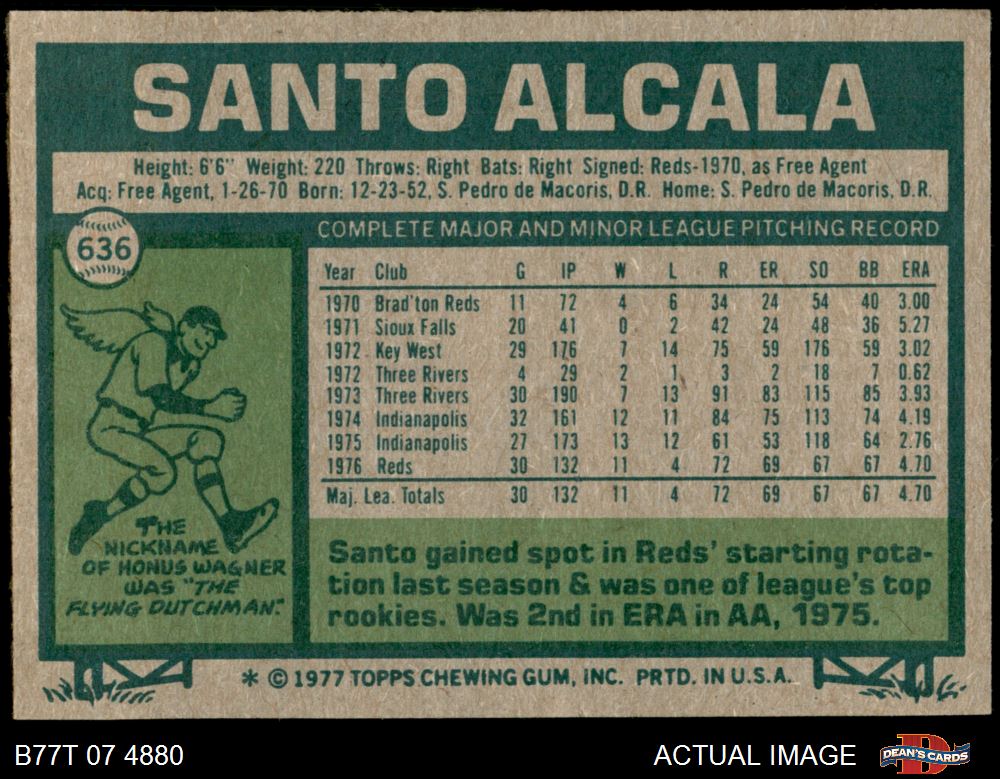 SANTO ALCALA
Height: 6'6" Weight: 220 Throws: Right Bats: Right Signed: Reds-1970, as Free Agent
Acq: Free Agent, 1-26-70 Born: 12-23-52, S. Pedro de Macoris, D.R. Home: S. Pedro de Macoris, D.R.
636
COMPLETE MAJOR AND MINOR LEAGUE PITCHING RECORD
Year Club G IP W L R ER SO BB ERA
1970 Brad'ton Reds 11 72 4 6 34 24 54 40 3.00
1971 Sioux Falls 20 41 0 2 42 24 48 36 5.27
1972 Key West 29 176 7 14 75 59 176 59 3.02
1972 Three Rivers 4 29 2 1 3 2 18 7 0.62
1973 Three Rivers 30 190 7 13 91 83 115 85 3.93
1974 Indianapolis 32 161 12 11 84 75 113 74 4.19
1975 Indianapolis 27 173 13 12 61 53 118 64 2.76
1976 Reds 30 132 11 4 72 69 67 67 4.70
Maj. Lea. Totals 30 132 11 4 72 69 67 67 4.70
THE
NICKNAME
OF HONUS WAGNER
WAS "THE
FLYING DUTCHMAN."
Santo gained spot in Reds' starting rota-
tion last season & was one of league's top
rookies. Was 2nd in ERA in AA, 1975.
* © 1977 TOPPS CHEWING GUM, INC. PRTD. IN U.S.A.
B77T 07 4880
ACTUAL IMAGE
D
DEAN'S CARDS